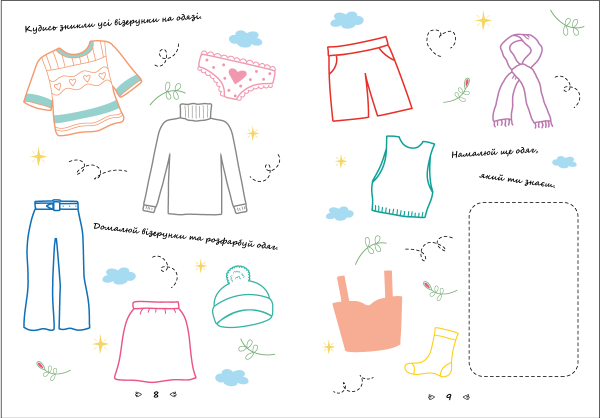 Кудись зникли усі візерунки на одязі.
Домалюй візерунки та розфарбуй одяг.
8
Намалюй ще одяг,
який ти знаєш.
9